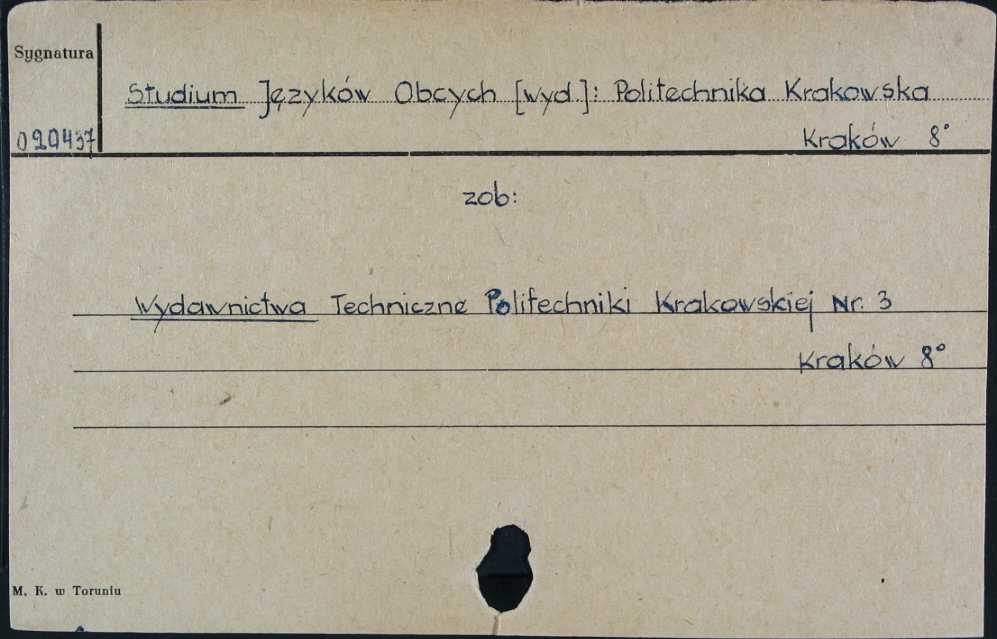 Sygnatura
Studium Języków Obcych [wyd.]: Politechnika Krakowska
020437
Kraków 8°
zob:
Wydawnictwa Techniczne Politechniki Krakowskiej Nr. 3
Kraków 8°
M. K. w Toruniu